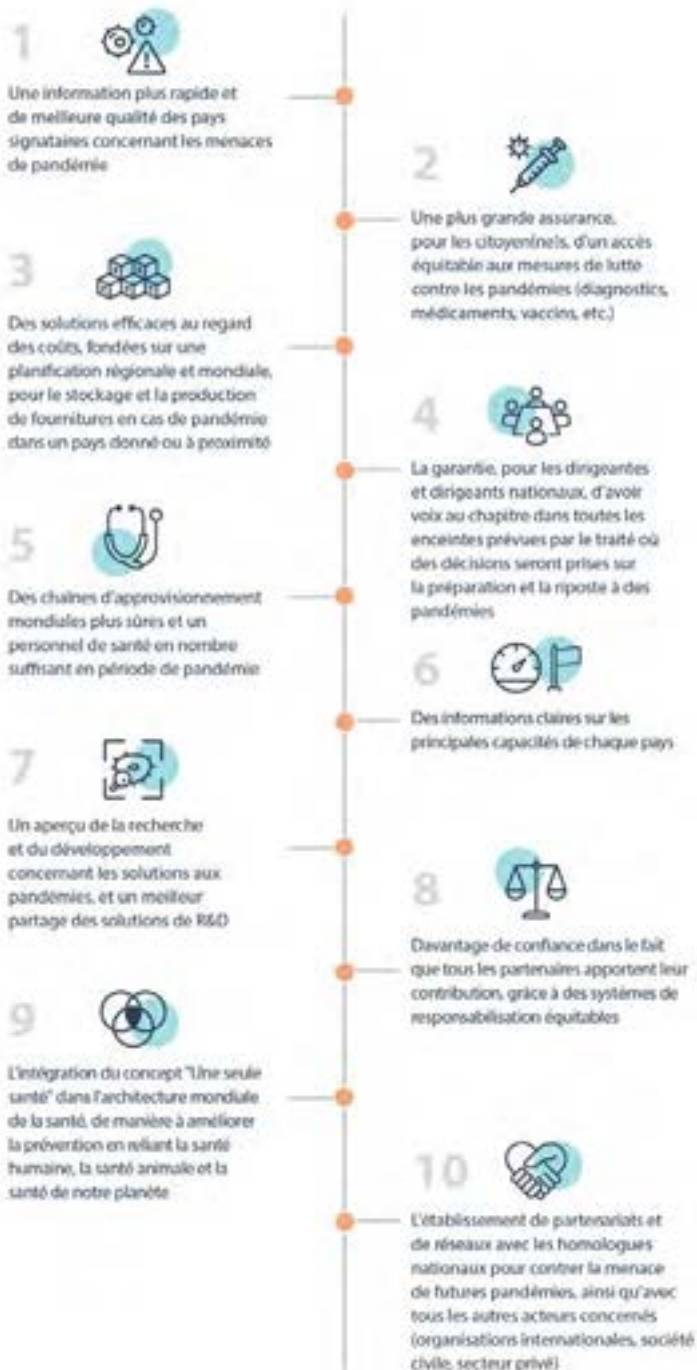 1
Une information plus rapide et
de meilleure qualité des pays
signataires concernant les menaces
de pandémie
2
Une plus grande assurance,
pour les citoyen(ne)s, d'un accès
équitable aux mesures de lutte
contre les pandémies (diagnostics,
médicaments, vaccins, etc.)
3
Des solutions efficaces au regard
des coûts, fondées sur une
planification régionale et mondiale,
pour le stockage et la production
de fournitures en cas de pandémie
dans un pays donné ou à proximité
4
La garantie, pour les dirigeantes
et dirigeants nationaux, d'avoir
voix au chapitre dans toutes les
enceintes prévues par le traité où
des décisions seront prises sur
la préparation et la riposte à des
pandémies
5
Des chaînes d'approvisionnement
mondiales plus sûres et un
personnel de santé en nombre
suffisant en période de pandémie
6
Des informations claires sur les
principales capacités de chaque pays
7
Un aperçu de la recherche
et du développement
concernant les solutions aux
pandémies, et un meilleur
partage des solutions de R&D
8
Davantage de confiance dans le fait
que tous les partenaires apportent leur
contribution, grâce à des systèmes de
responsabilisation équitables
9
L'intégration du concept "Une seule
santé" dans l'architecture mondiale
de la santé, de manière à améliorer
la prévention en reliant la santé
humaine, la santé animale et la
santé de notre planète
10
L'établissement de partenariats et
de réseaux avec les homologues
nationaux pour contrer la menace
de futures pandémies, ainsi qu'avec
tous les autres acteurs concernés
(organisations internationales, société
civile, secteur privé)